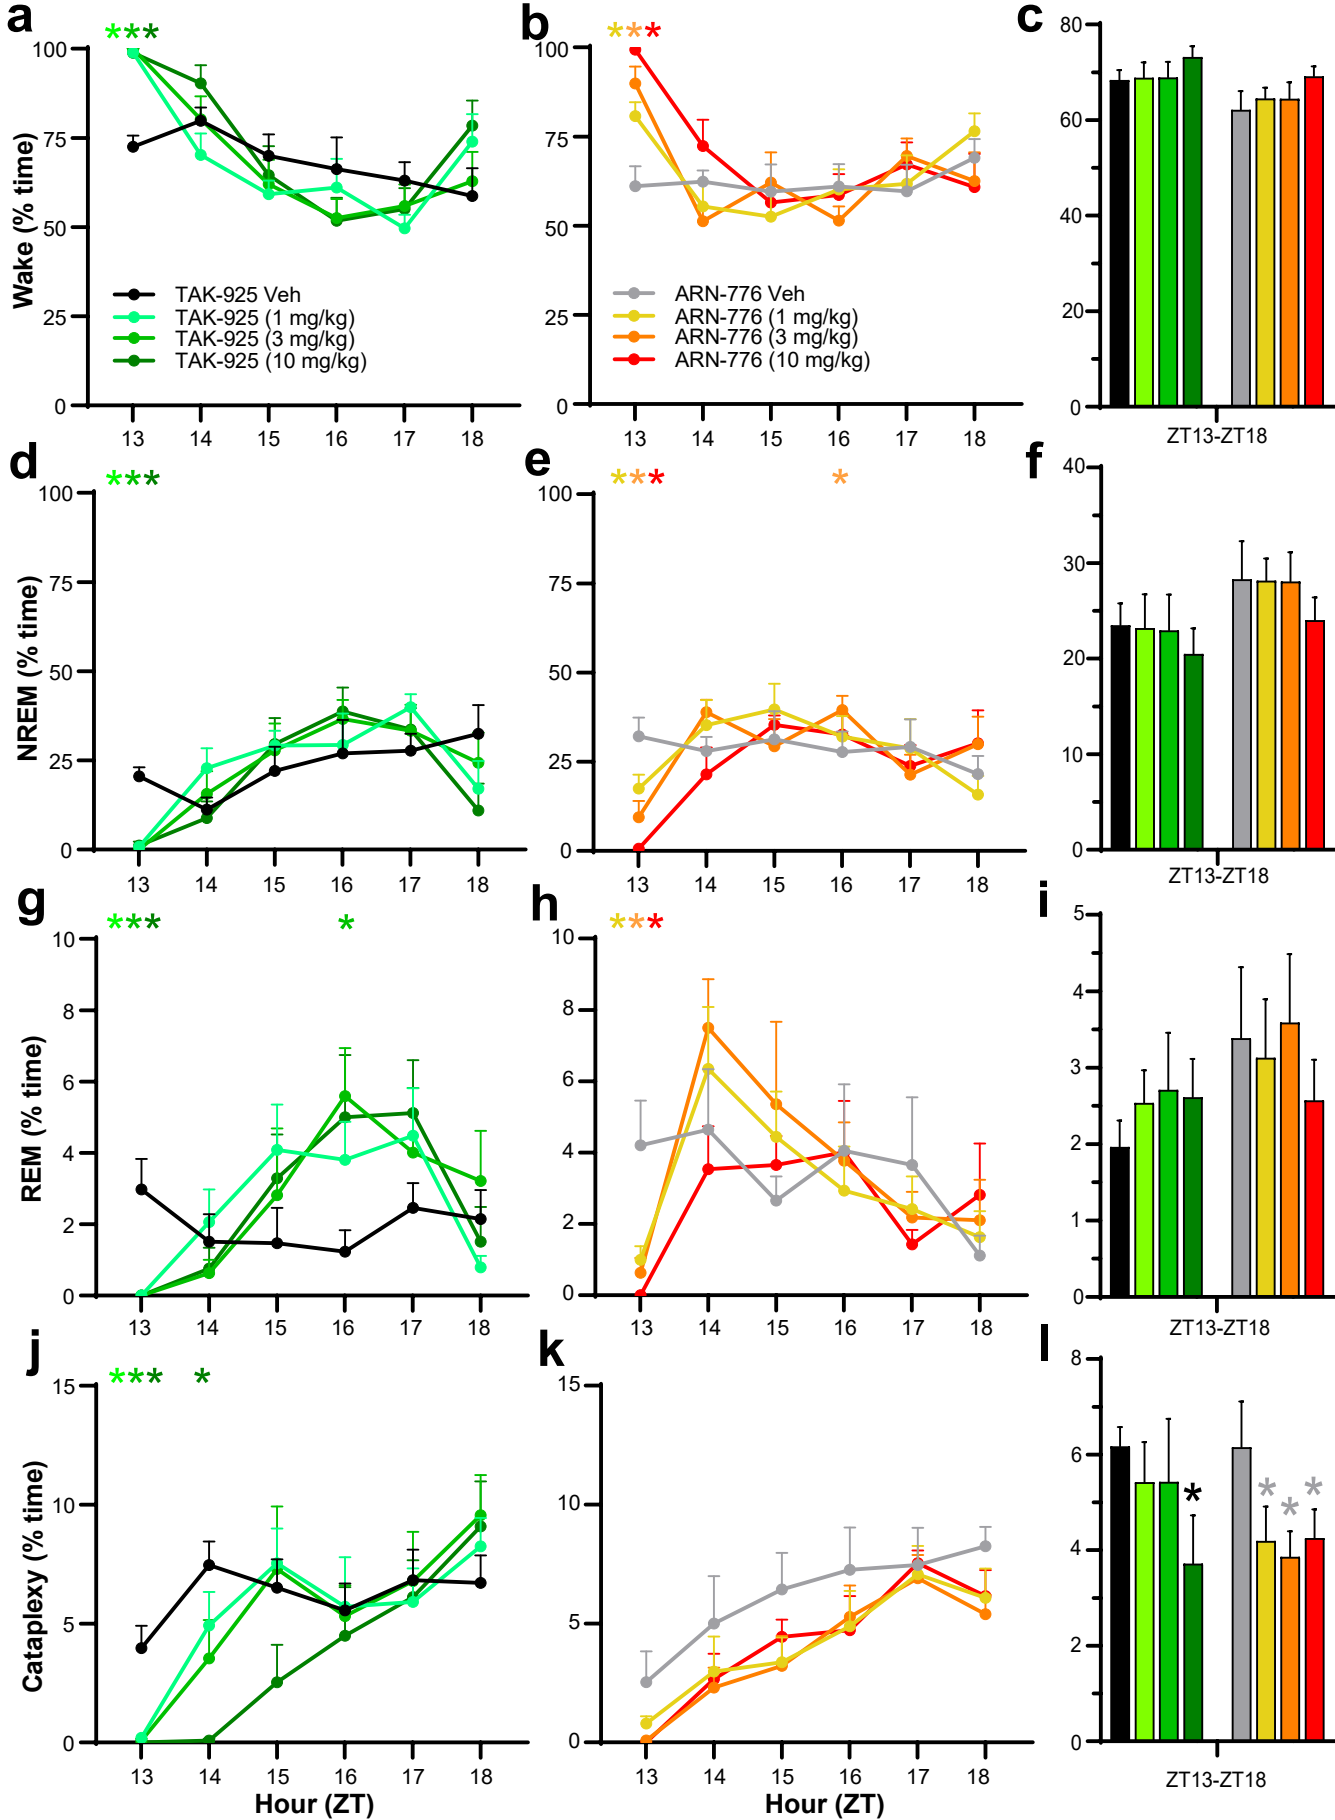 a
***
100
75
50
25
0
Wake (% time)
TAK-925 Veh
TAK-925 (1 mg/kg)
TAK-925 (3 mg/kg)
TAK-925 (10 mg/kg)
13 14 15 16 17 18
b
***
100
75
50
25
0
ARN-776 Veh
ARN-776 (1 mg/kg)
ARN-776 (3 mg/kg)
ARN-776 (10 mg/kg)
13 14 15 16 17 18
c
80
60
40
20
0
ZT13-ZT18
d
***
100
75
50
25
0
NREM (% time)
13 14 15 16 17 18
e
*** *
100
75
50
25
0
13 14 15 16 17 18
f
40
30
20
10
0
ZT13-ZT18
g
*** *
10
8
6
4
2
0
REM (% time)
13 14 15 16 17 18
h
***
10
8
6
4
2
0
13 14 15 16 17 18
i
5
4
3
2
1
0
ZT13-ZT18
j
*** *
15
10
5
0
Cataplexy (% time)
13 14 15 16 17 18
Hour (ZT)
k
15
10
5
0
13 14 15 16 17 18
Hour (ZT)
l
8
6
4
2
0
* * * *
ZT13-ZT18